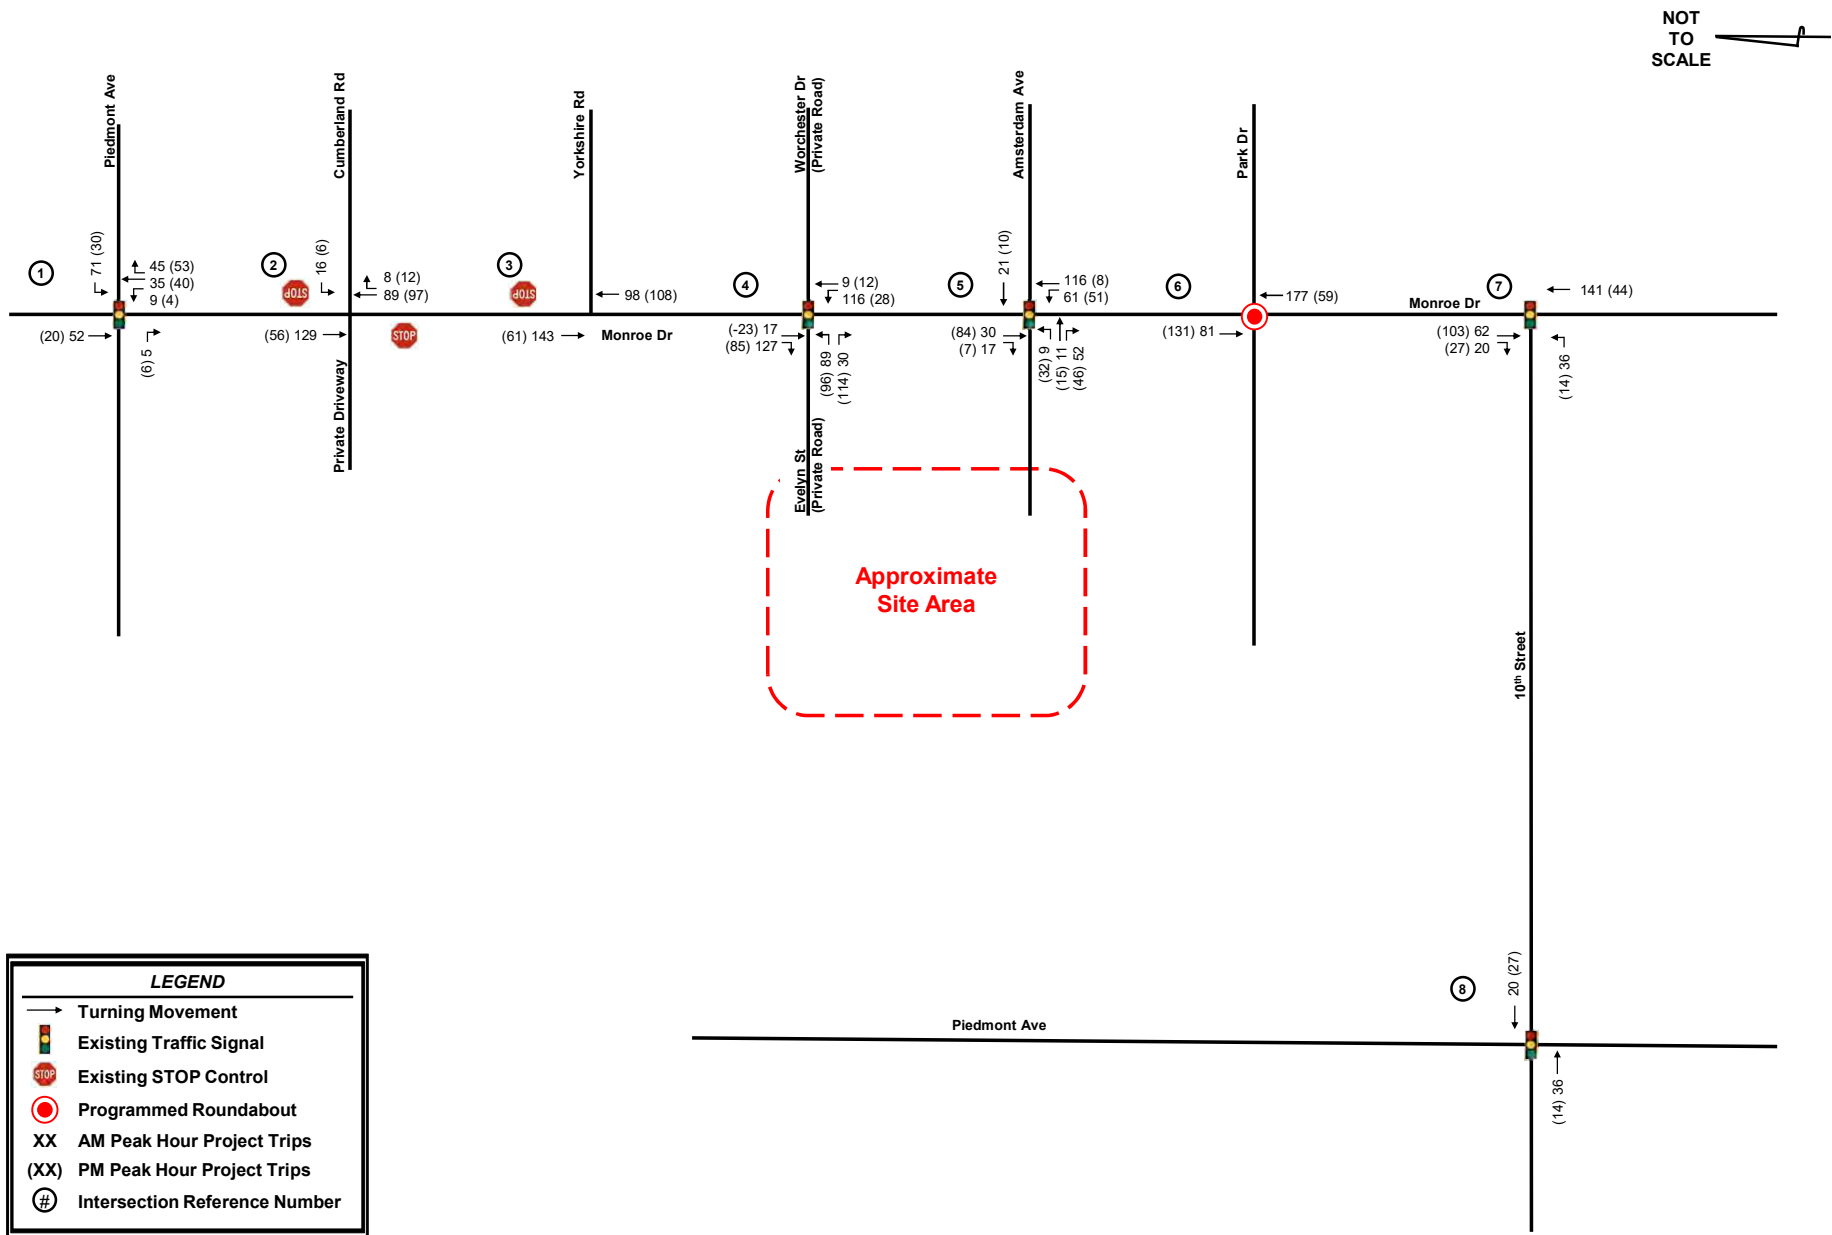 NOT
TO
SCALE
Piedmont Ave
Cumberland Rd
Yorkshire Rd
Worchester Dr
(Private Road)
Amsterdam Ave
Park Dr
1
71 (30)
45 (53)
35 (40)
9 (4)
(20) 52
(6) 5
2
STOP
16 (6)
8 (12)
89 (97)
(56) 129
STOP
Private Driveway
3
STOP
98 (108)
(61) 143
Monroe Dr
4
9 (12)
116 (28)
(-23) 17
(85) 127
(96) 89
(114) 30
Evelyn St
(Private Road)
5
21 (10)
116 (8)
61 (51)
(84) 30
(7) 17
(32) 9
(15) 11
(46) 52
6
177 (59)
(131) 81
Monroe Dr
7
141 (44)
(103) 62
(27) 20
(14) 36
Approximate
Site Area
10th Street
8
20 (27)
Piedmont Ave
(14) 36
LEGEND
Turning Movement
Existing Traffic Signal
STOP Existing STOP Control
Programmed Roundabout
XX AM Peak Hour Project Trips
(XX) PM Peak Hour Project Trips
# Intersection Reference Number